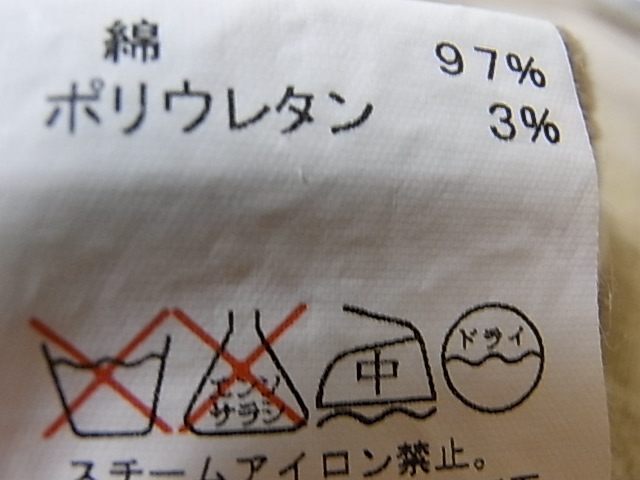 綿 97%
ポリウレタン 3%
エンソ サラシ 中 ドライ
スチームアイロン禁止。